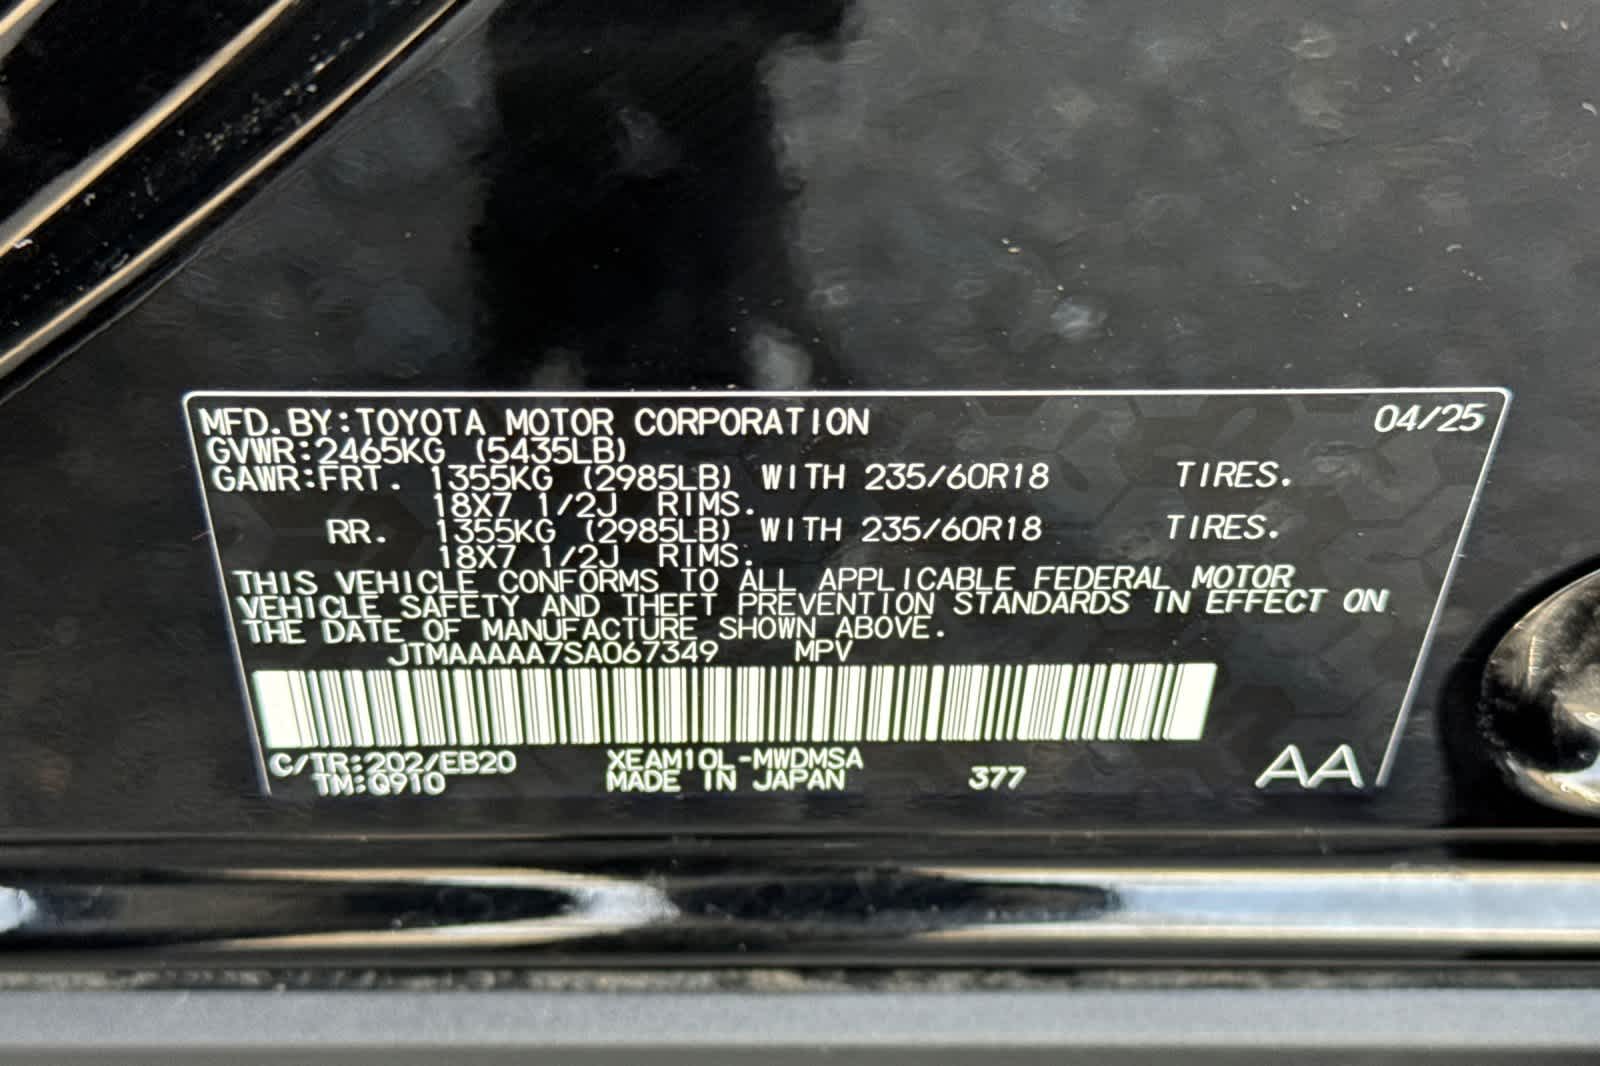 MFD.BY:TOYOTA MOTOR CORPORATION 04/25
GVWR:2465KG (5435LB)
GAWR:FRT. 1355KG (2985LB) WITH 235/60R18 TIRES.
18X7 1/2J RIMS.
RR. 1355KG (2985LB) WITH 235/60R18 TIRES.
18X7 1/2J RIMS.
THIS VEHICLE CONFORMS TO ALL APPLICABLE FEDERAL MOTOR
VEHICLE SAFETY AND THEFT PREVENTION STANDARDS IN EFFECT ON
THE DATE OF MANUFACTURE SHOWN ABOVE.
JTMAAAAA7SA067349 MPV
C/TR:202/EB20 XEAM10L-MWDMSA
TM:Q910 MADE IN JAPAN 377 AA